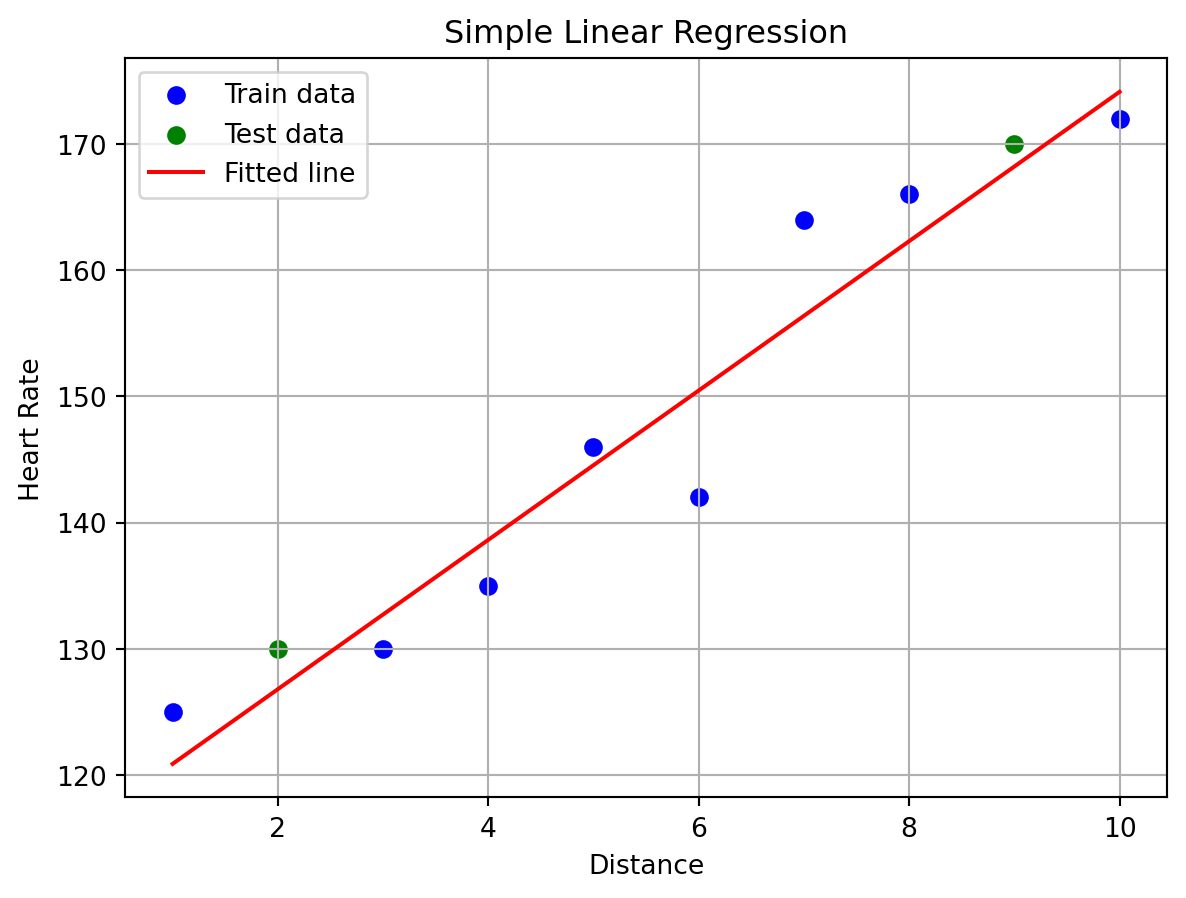 Simple Linear Regression
Train data
Test data
Fitted line
170
160
150
140
130
120
Heart Rate
2 4 6 8 10
Distance